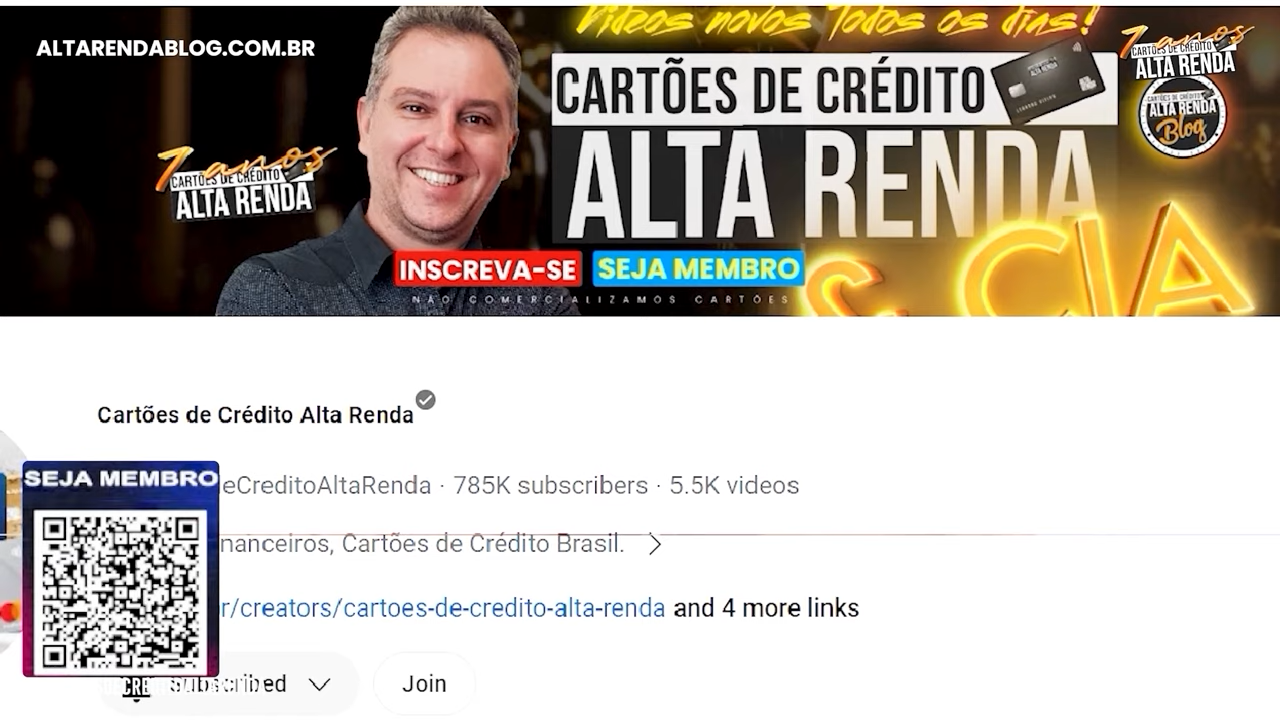 Videos novos Todos os dias!
ALTARENDABLOG.COM.BR
7 anos
CARTÕES DE CRÉDITO
ALTA RENDA
CARTÕES DE CRÉDITO
ALTA RENDA
& CIA
7 anos
CARTÕES DE CRÉDITO
ALTA RENDA
CARTÕES DE CRÉDITO
ALTA RENDA
Blog
INSCREVA-SE
SEJA MEMBRO
NÃO COMERCIALIZAMOS CARTÕES
Cartões de Crédito Alta Renda
SEJA MEMBRO
eCreditoAltaRenda · 785K subscribers · 5.5K videos
nanceiros, Cartões de Crédito Brasil.
r/creators/cartoes-de-credito-alta-renda and 4 more links
Join